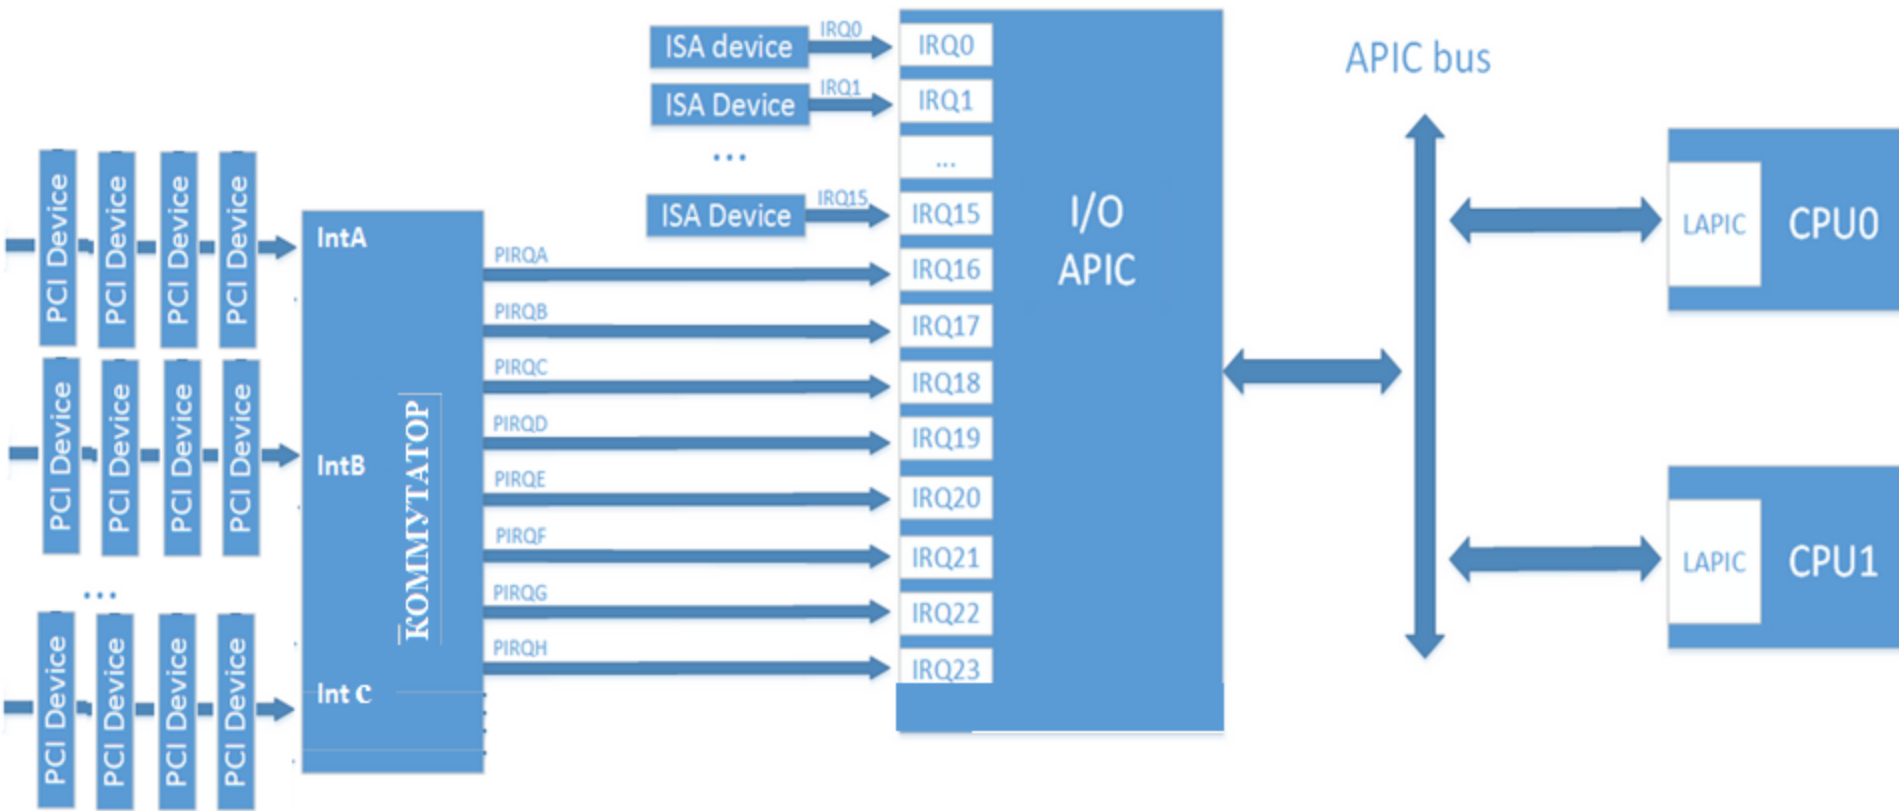 PCI Device
PCI Device
PCI Device
PCI Device
PCI Device
PCI Device
PCI Device
PCI Device
...
PCI Device
PCI Device
PCI Device
PCI Device
IntA
IntB
Int C
КОММУТАТОР
PIRQA
PIRQB
PIRQC
PIRQD
PIRQE
PIRQF
PIRQG
PIRQH
ISA device
IRQ0
ISA Device
IRQ1
...
ISA Device
IRQ15
IRQ0
IRQ1
...
IRQ15
IRQ16
IRQ17
IRQ18
IRQ19
IRQ20
IRQ21
IRQ22
IRQ23
I/O
APIC
APIC bus
LAPIC
CPU0
LAPIC
CPU1